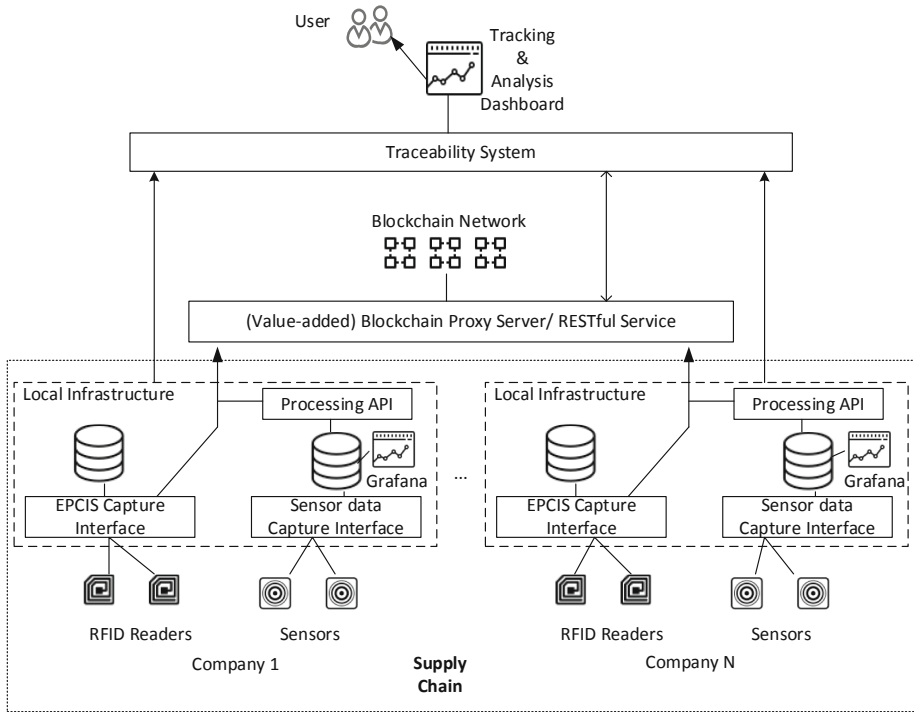 User
Tracking
&
Analysis
Dashboard
Traceability System
Blockchain Network
(Value-added) Blockchain Proxy Server/ RESTful Service
Local Infrastructure
Processing API
Grafana
EPCIS Capture
Interface
Sensor data
Capture Interface
RFID Readers
Sensors
Company 1
...
Local Infrastructure
Processing API
Grafana
EPCIS Capture
Interface
Sensor data
Capture Interface
RFID Readers
Sensors
Company N
Supply
Chain